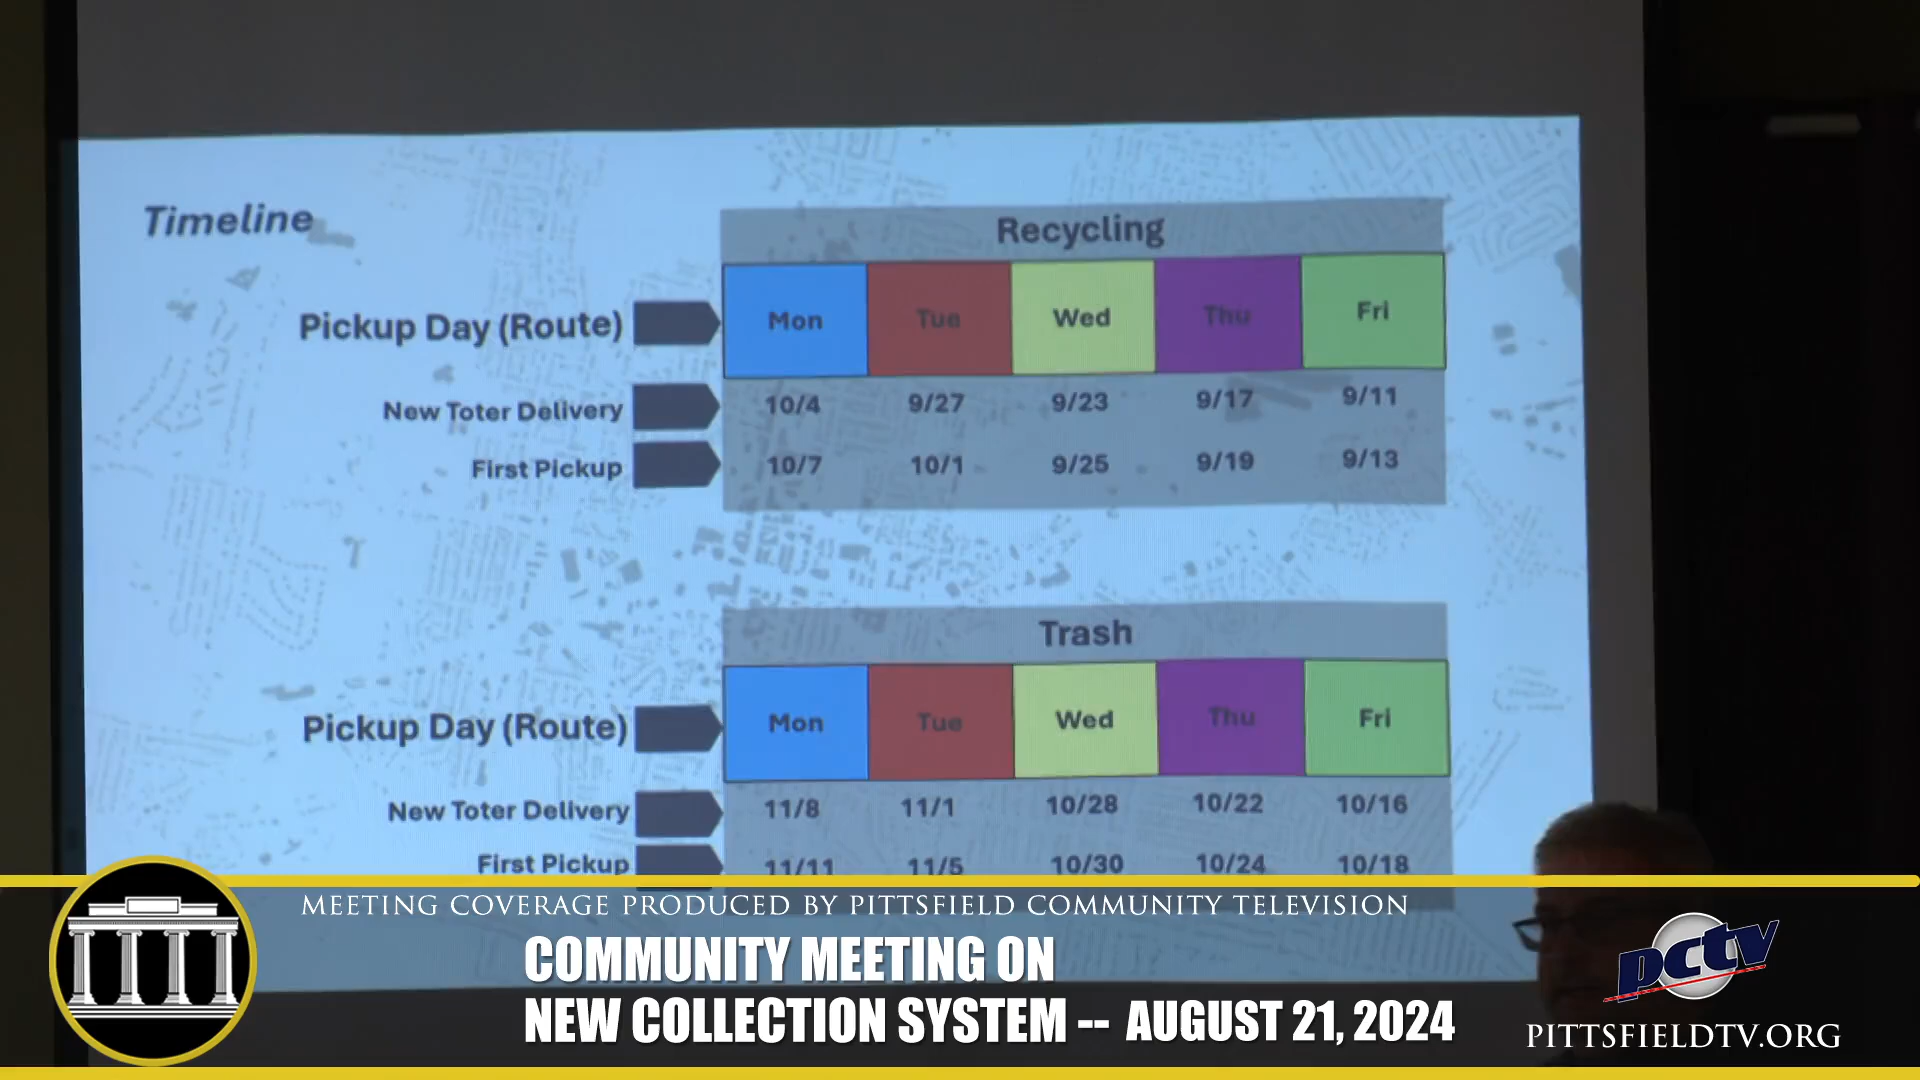 Timeline
Recycling
Pickup Day (Route) Mon Tue Wed Thu Fri
New Toter Delivery 10/4 9/27 9/23 9/17 9/11
First Pickup 10/7 10/1 9/25 9/19 9/13
Trash
Pickup Day (Route) Mon Tue Wed Thu Fri
New Toter Delivery 11/8 11/1 10/28 10/22 10/16
First Pickup 11/11 11/5 10/30 10/24 10/18
MEETING COVERAGE PRODUCED BY PITTSFIELD COMMUNITY TELEVISION
COMMUNITY MEETING ON
NEW COLLECTION SYSTEM -- AUGUST 21, 2024
pctv
PITTSFIELDTV.ORG